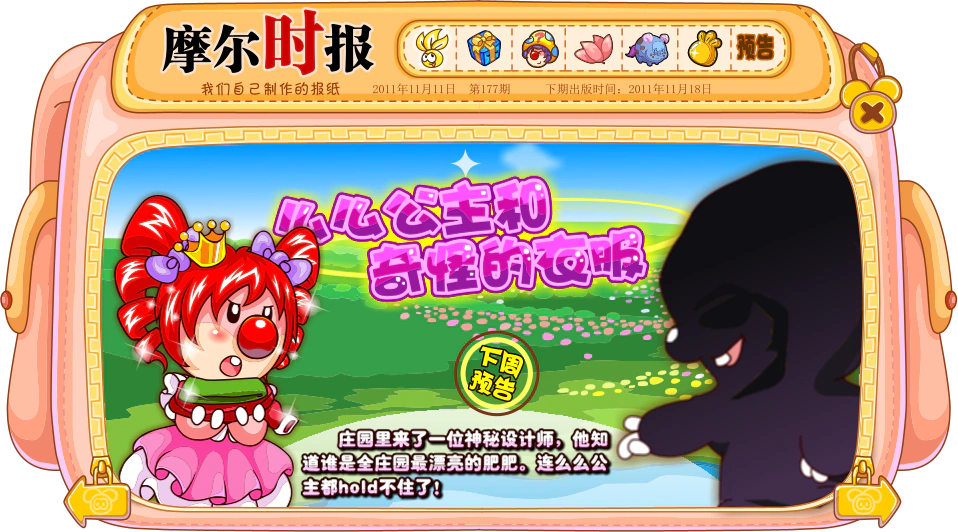 摩尔时报
预告
我们自己制作的报纸
2011年11月11日 第177期 下期出版时间：2011年11月18日
么么公主和
奇怪的衣服
下周
预告
庄园里来了一位神秘设计师，他知
道谁是全庄园最漂亮的肥肥。连么么公
主都hold不住了！